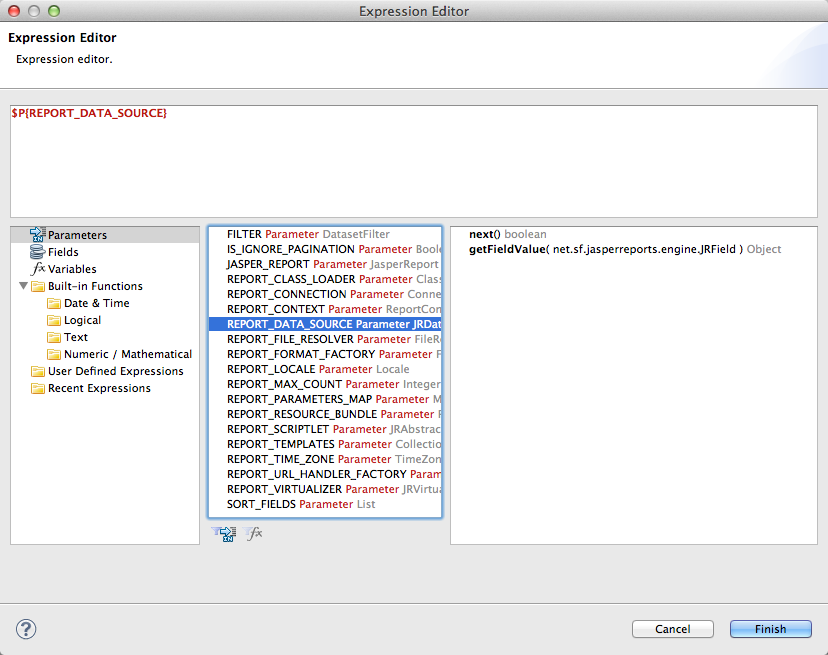 Expression Editor
Expression Editor
Expression editor.
$P{REPORT_DATA_SOURCE}
Parameters
Fields
fx Variables
Built-in Functions
Date & Time
Logical
Text
Numeric / Mathematical
User Defined Expressions
Recent Expressions
FILTER Parameter DatasetFilter
IS_IGNORE_PAGINATION Parameter Boole
JASPER_REPORT Parameter JasperReport
REPORT_CLASS_LOADER Parameter Class
REPORT_CONNECTION Parameter Conne
REPORT_CONTEXT Parameter ReportCon
REPORT_DATA_SOURCE Parameter JRDat
REPORT_FILE_RESOLVER Parameter FileRe
REPORT_FORMAT_FACTORY Parameter F
REPORT_LOCALE Parameter Locale
REPORT_MAX_COUNT Parameter Integer
REPORT_PARAMETERS_MAP Parameter M
REPORT_RESOURCE_BUNDLE Parameter R
REPORT_SCRIPTLET Parameter JRAbstrac
REPORT_TEMPLATES Parameter Collectio
REPORT_TIME_ZONE Parameter TimeZon
REPORT_URL_HANDLER_FACTORY Param
REPORT_VIRTUALIZER Parameter JRVirtua
SORT_FIELDS Parameter List
fx
next() boolean
getFieldValue( net.sf.jasperreports.engine.JRField ) Object
?
Cancel
Finish